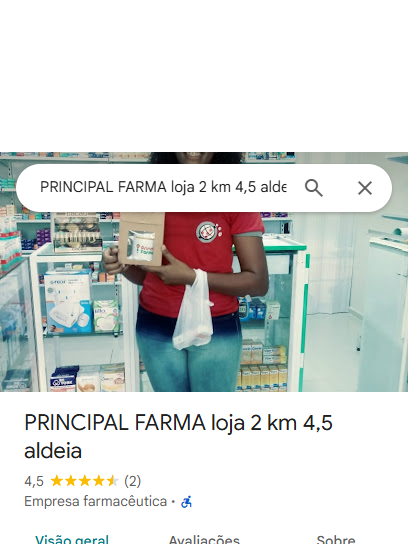 PRINCIPAL FARMA loja 2 km 4,5 alde
G-TECH
PRINCIPAL FARMA loja 2 km 4,5
aldeia
4,5 (2)
Empresa farmacêutica ·
Visão geral Avaliações Sobre